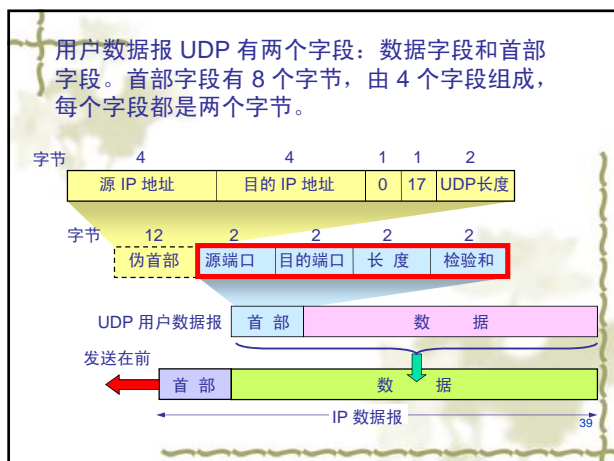 用户数据报 UDP 有两个字段：数据字段和首部
字段。首部字段有 8 个字节，由 4 个字段组成，
每个字段都是两个字节。
字节 4 4 1 1 2
源 IP 地址 目的 IP 地址 0 17 UDP长度
字节 12 2 2 2 2
伪首部 源端口 目的端口 长 度 检验和
UDP 用户数据报 首 部 数 据
发送在前
首 部 数 据
IP 数据报
39